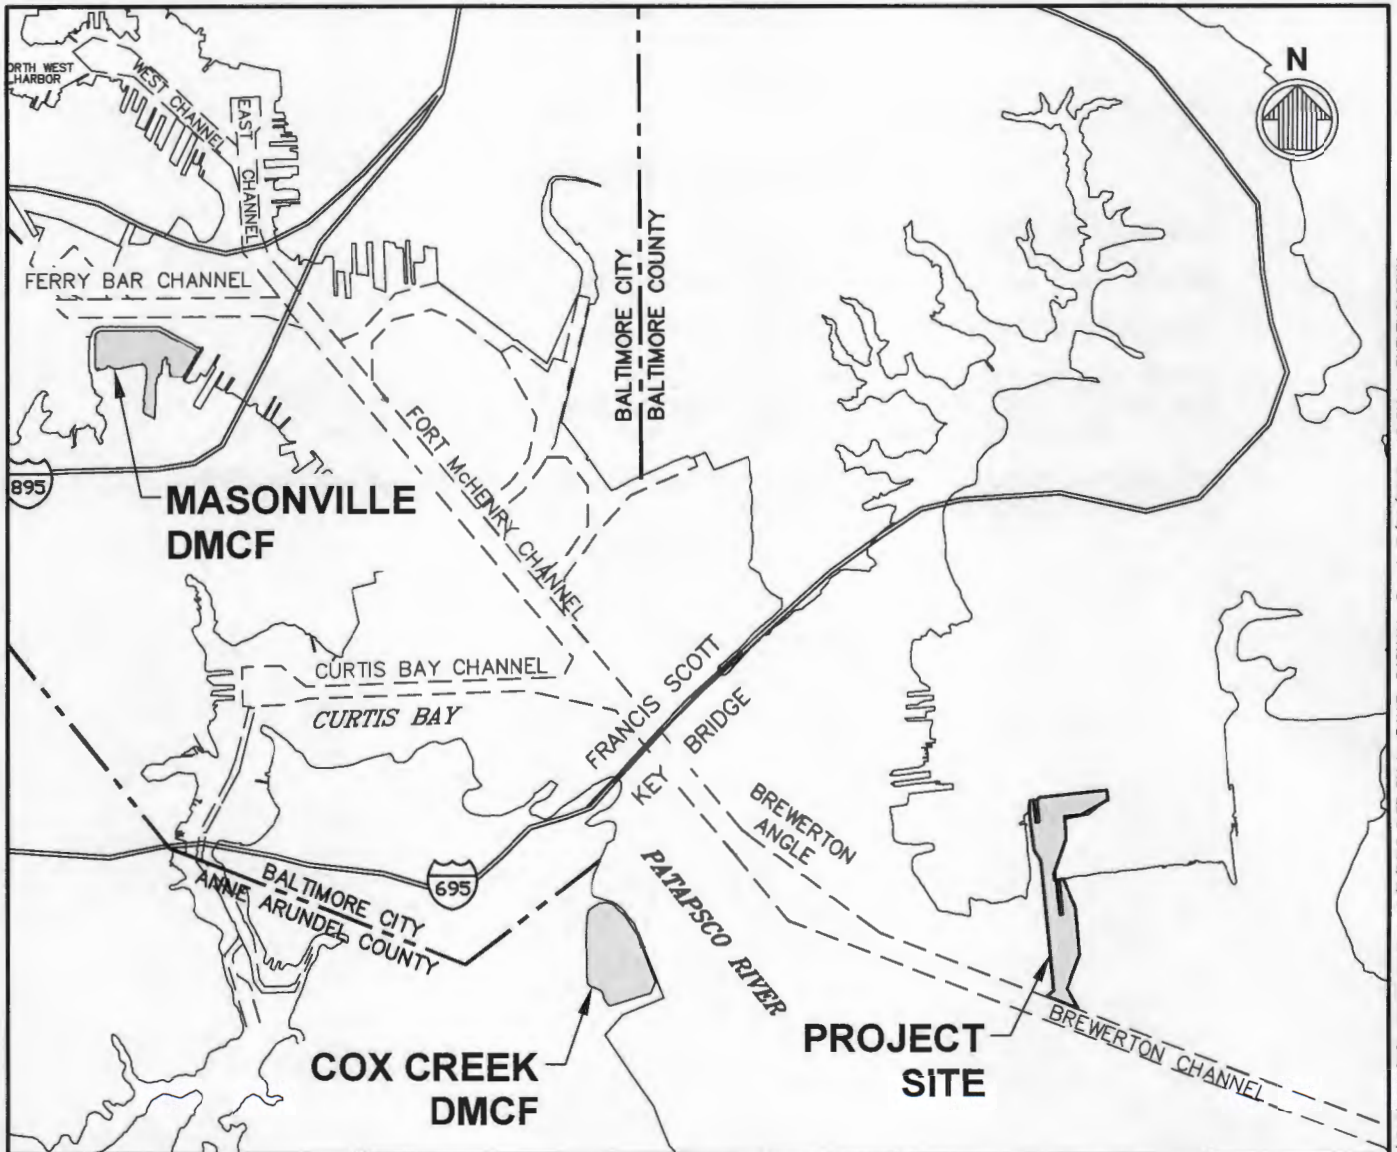 N
ORTH WEST
HARBOR
WEST CHANNEL
EAST CHANNEL
FERRY BAR CHANNEL
BALTIMORE CITY
BALTIMORE COUNTY
FORT McHENRY CHANNEL
895
MASONVILLE
DMCF
CURTIS BAY CHANNEL
CURTIS BAY
FRANCIS SCOTT
KEY BRIDGE
BREWERTON
ANGLE
PATAPSCO RIVER
695
BALTIMORE CITY
ANNE ARUNDEL COUNTY
COX CREEK
DMCF
PROJECT
SITE
BREWERTON CHANNEL